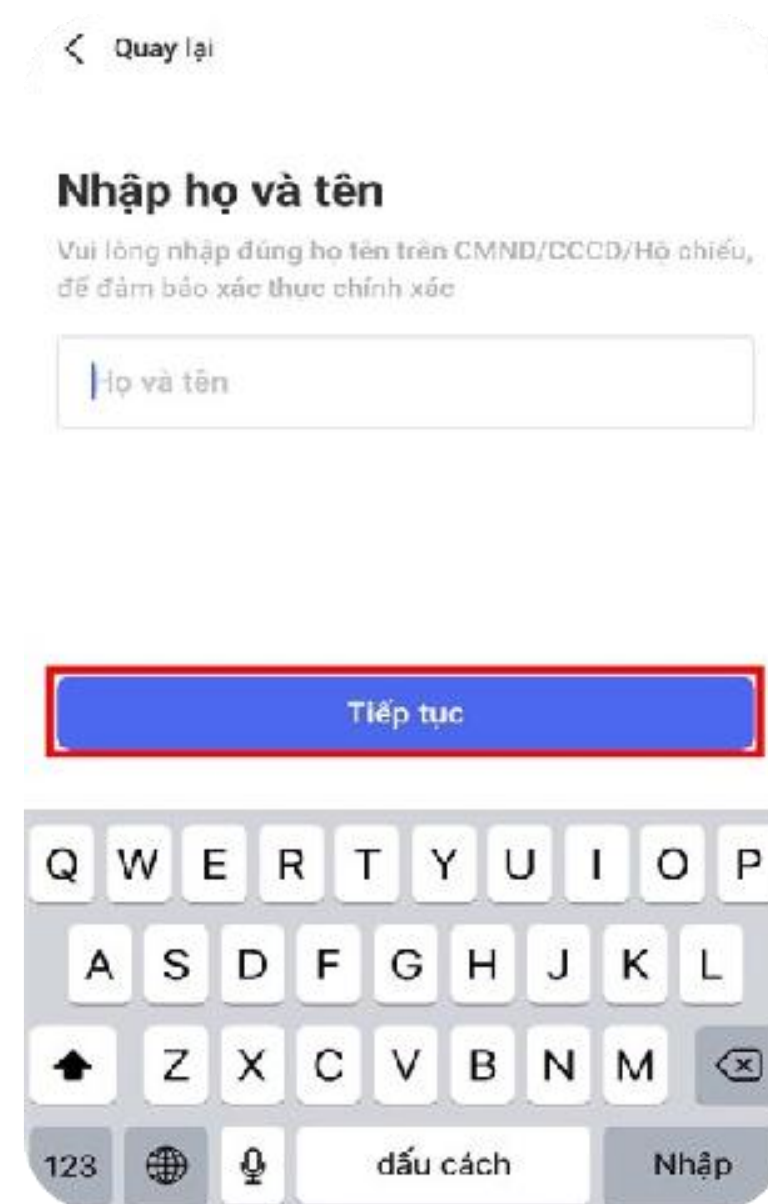 Quay lại
Nhập họ và tên
Vui lòng nhập đúng họ tên trên CMND/CCCD/Hộ chiếu,
để đảm bảo xác thực chính xác
Họ và tên
Tiếp tục
Q W E R T Y U I O P
A S D F G H J K L
Z X C V B N M
123 dấu cách Nhập